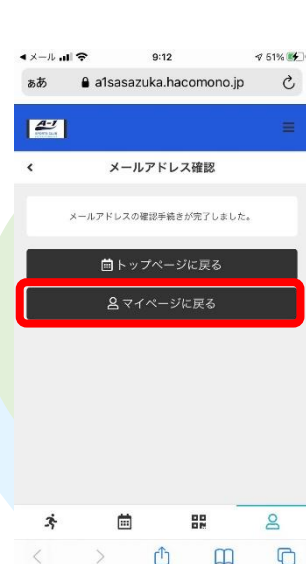 メール 9:12 51%
ああ a1sasazuka.hacomono.jp
A-1
メールアドレス確認
メールアドレスの確認手続きが完了しました。
トップページに戻る
マイページに戻る